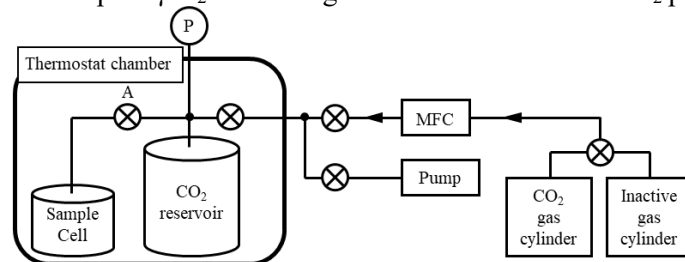 P
Thermostat chamber
A
MFC
CO₂
reservoir
Sample
Cell
Pump
CO₂
gas
cylinder
Inactive
gas
cylinder